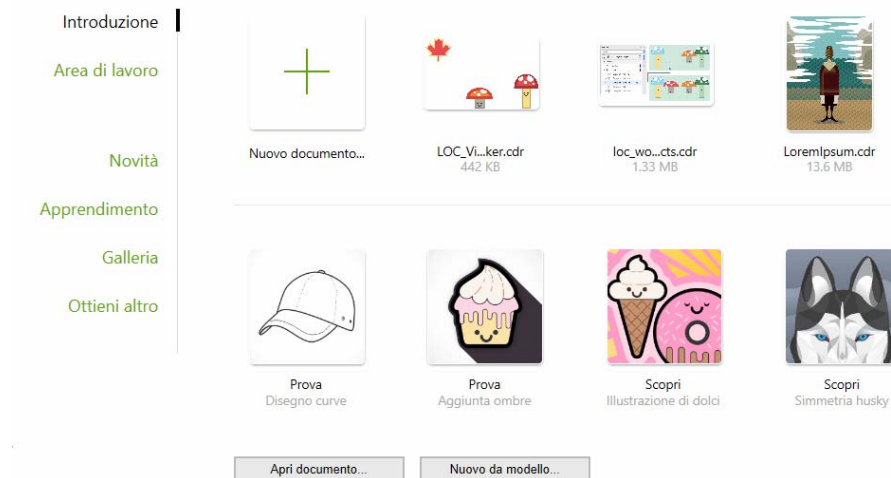 Introduzione
Area di lavoro
Novità
Apprendimento
Galleria
Ottieni altro
Nuovo documento...
LOC_Vi...ker.cdr
442 KB
loc_wo...cts.cdr
1.33 MB
LoremIpsum.cdr
13.6 MB
Prova
Disegno curve
Prova
Aggiunta ombre
Scopri
Illustrazione di dolci
Scopri
Simmetria husky
Apri documento...
Nuovo da modello...